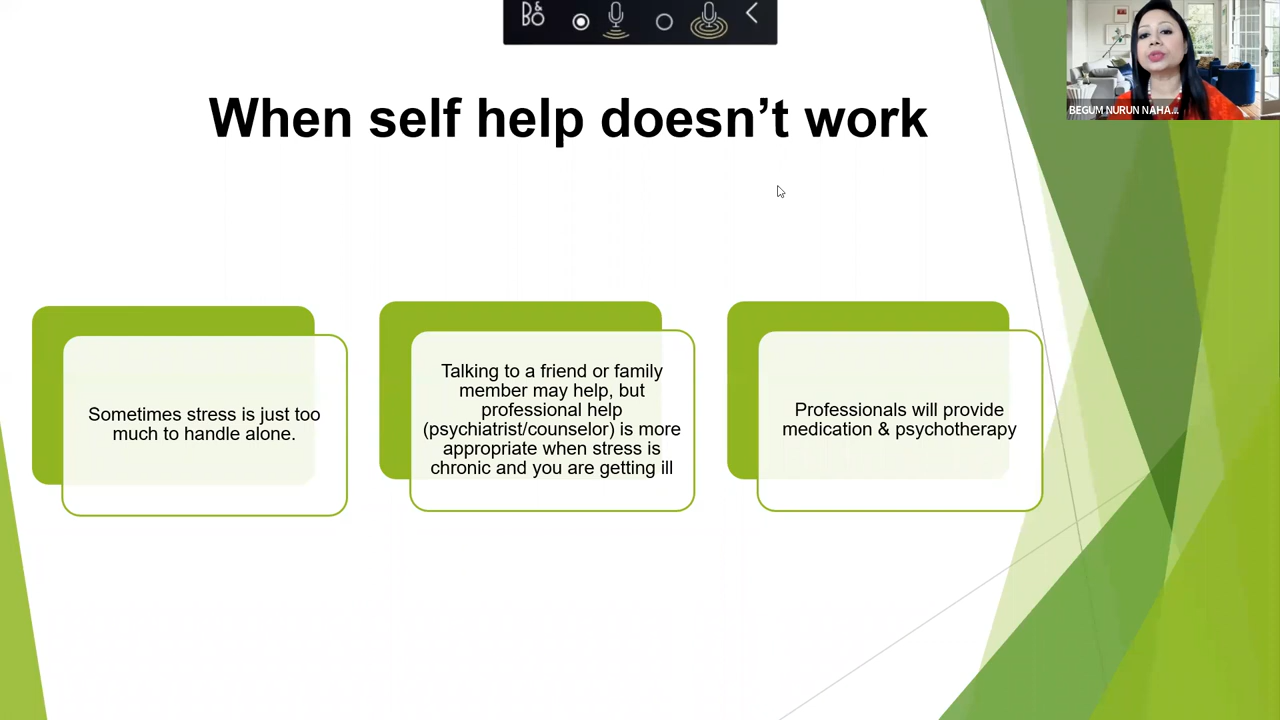 B&O
When self help doesn’t work
BEGUM NURUN NAHA...
Sometimes stress is just too
much to handle alone.
Talking to a friend or family
member may help, but
professional help
(psychiatrist/counselor) is more
appropriate when stress is
chronic and you are getting ill
Professionals will provide
medication & psychotherapy